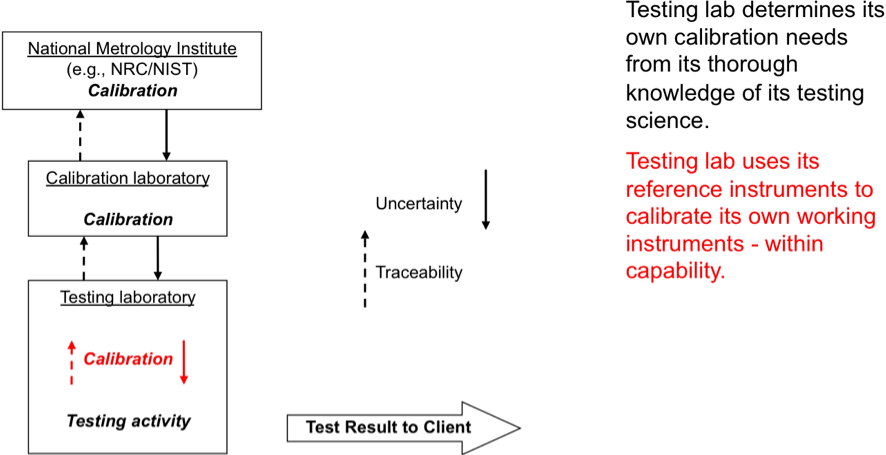 National Metrology Institute
(e.g., NRC/NIST)
Calibration
Calibration laboratory
Calibration
Testing laboratory
Calibration
Testing activity
Uncertainty
Traceability
Test Result to Client
Testing lab determines its
own calibration needs
from its thorough
knowledge of its testing
science.
Testing lab uses its
reference instruments to
calibrate its own working
instruments - within
capability.